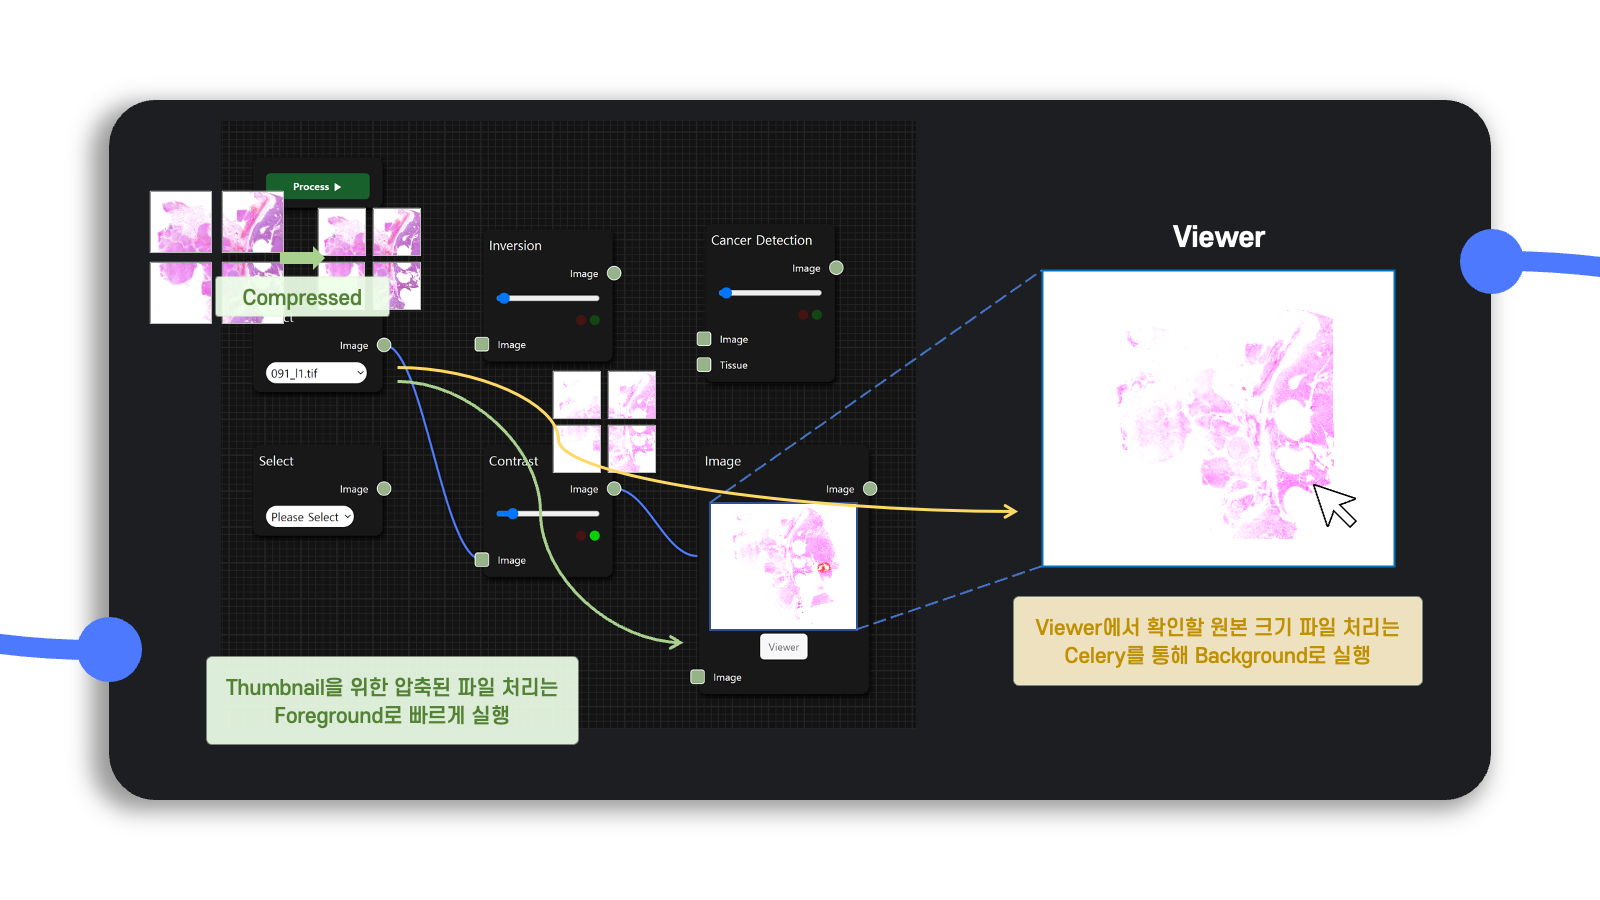 Process
Compressed
ct
Image
091_l1.tif
Select
Image
Please Select
Inversion
Image
Image
Contrast
Image
Image
Cancer Detection
Image
Image
Tissue
Image
Image
Viewer
Image
Viewer
Thumbnail을 위한 압축된 파일 처리는
Foreground로 빠르게 실행
Viewer에서 확인할 원본 크기 파일 처리는
Celery를 통해 Background로 실행